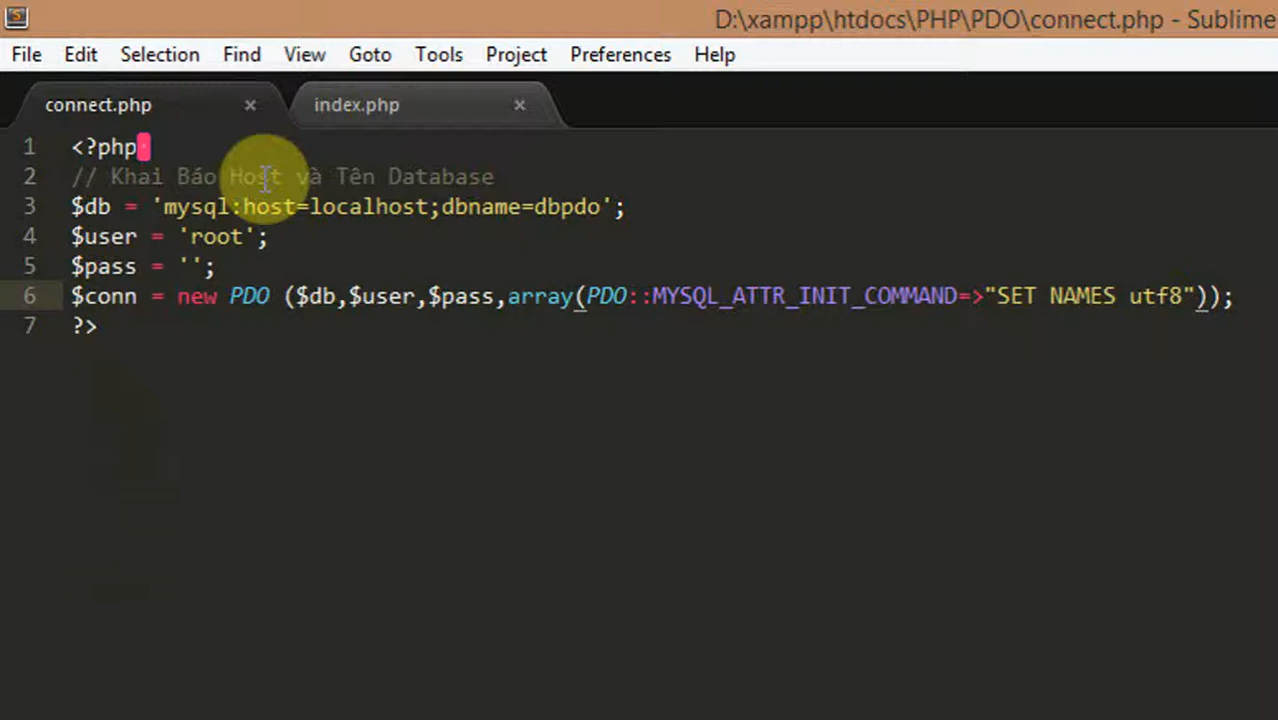 D:\xampp\htdocs\PHP\PDO\connect.php - Sublime
File Edit Selection Find View Goto Tools Project Preferences Help
connect.php × index.php ×
1 <?php
2 // Khai Báo Host và Tên Database
3 $db = 'mysql:host=localhost;dbname=dbpdo';
4 $user = 'root';
5 $pass = '';
6 $conn = new PDO ($db,$user,$pass,array(PDO::MYSQL_ATTR_INIT_COMMAND=>"SET NAMES utf8"));
7 ?>